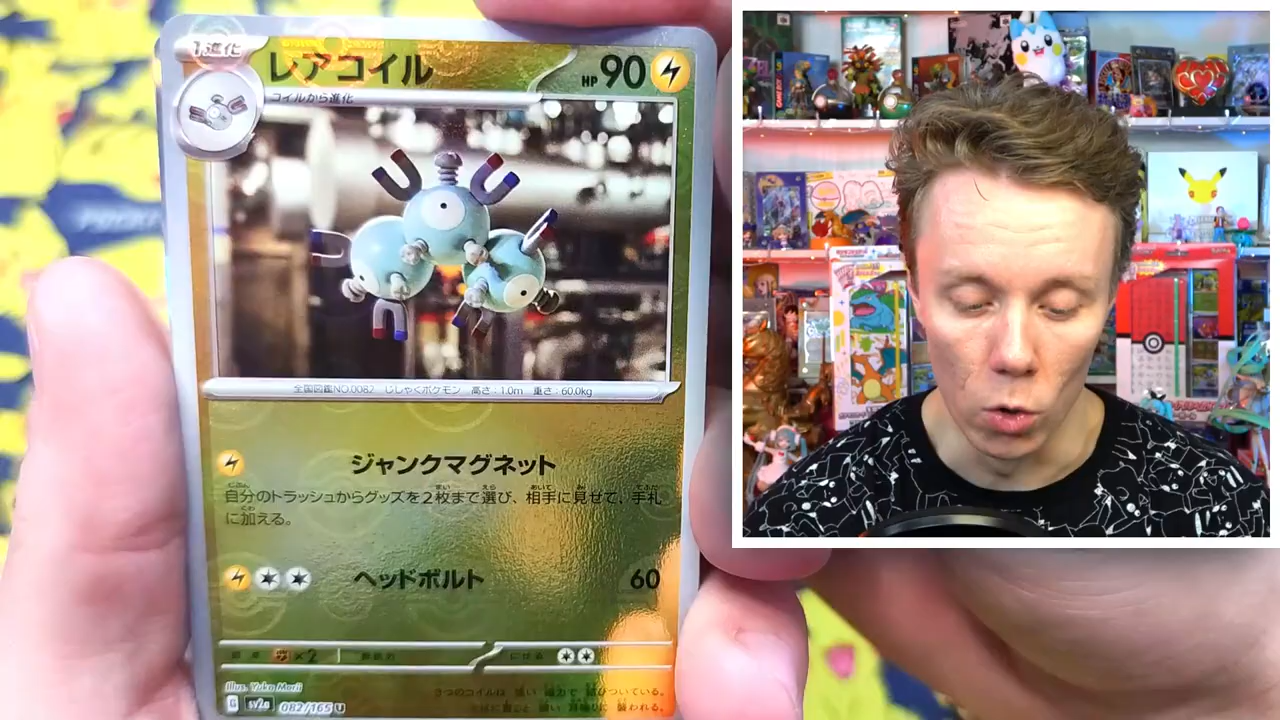 1進化
レアコイル
HP 90
コイルから進化
全国図鑑NO.0082 じしゃくポケモン 高さ：1.0m 重さ：60.0kg
ジャンクマグネット
自分のトラッシュからグッズを2枚まで選び、相手に見せて、手札
に加える。
ヘッドボルト 60
×2
にげる
Illus. Yuka Morii
G sv2a 082/165 U